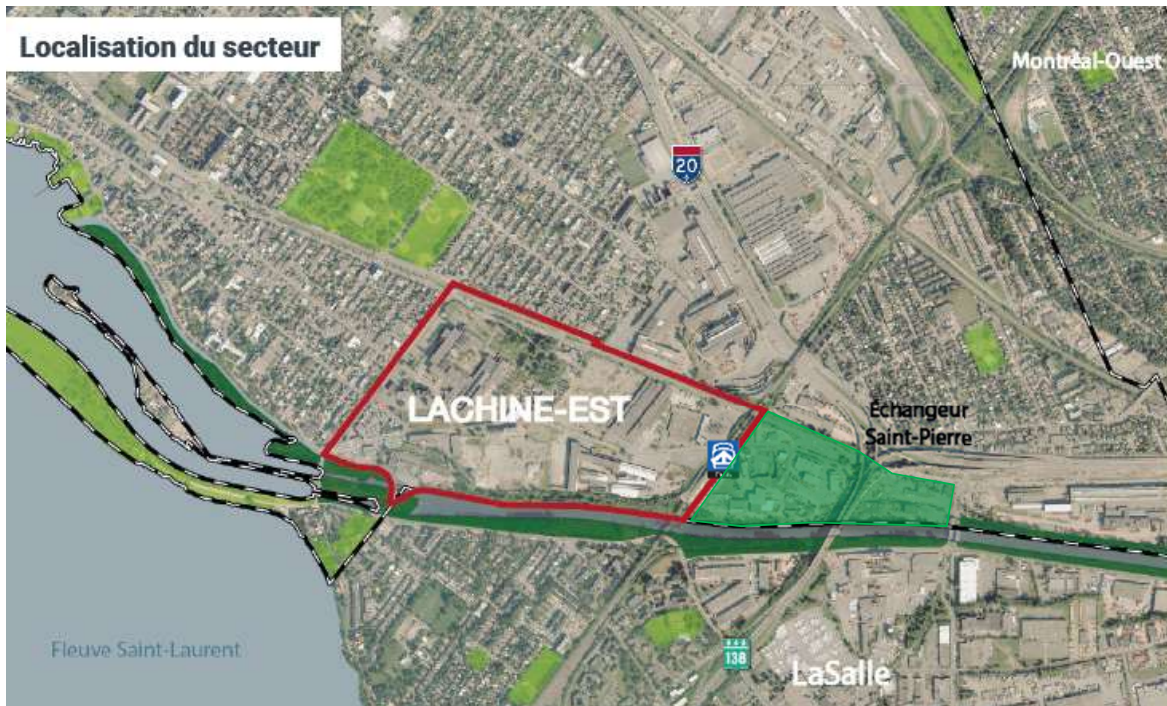 Localisation du secteur
Montréal-Ouest
20
LACHINE-EST
Échangeur
Saint-Pierre
Fleuve Saint-Laurent
138
LaSalle